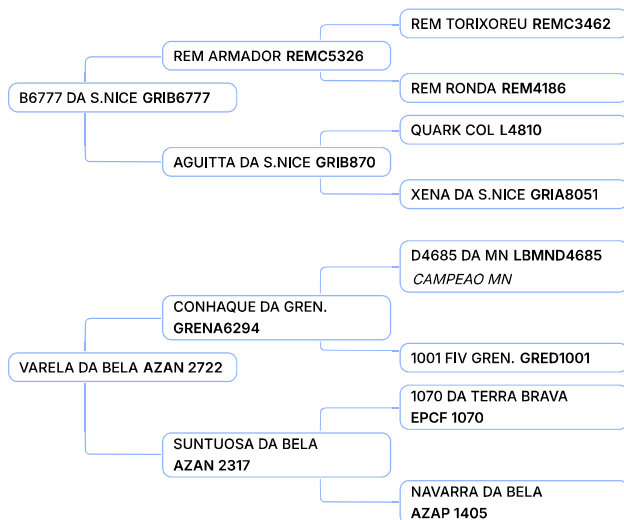 REM TORIXOREU REMC3462
REM ARMADOR REMC5326
REM RONDA REM4186
B6777 DA S.NICE GRIB6777
QUARK COL L4810
AGUITTA DA S.NICE GRIB870
XENA DA S.NICE GRIA8051
D4685 DA MN LBMND4685
CAMPEAO MN
CONHAQUE DA GREN.
GRENA6294
1001 FIV GREN. GRED1001
VARELA DA BELA AZAN 2722
1070 DA TERRA BRAVA
EPCF 1070
SUNTUOSA DA BELA
AZAN 2317
NAVARRA DA BELA
AZAP 1405